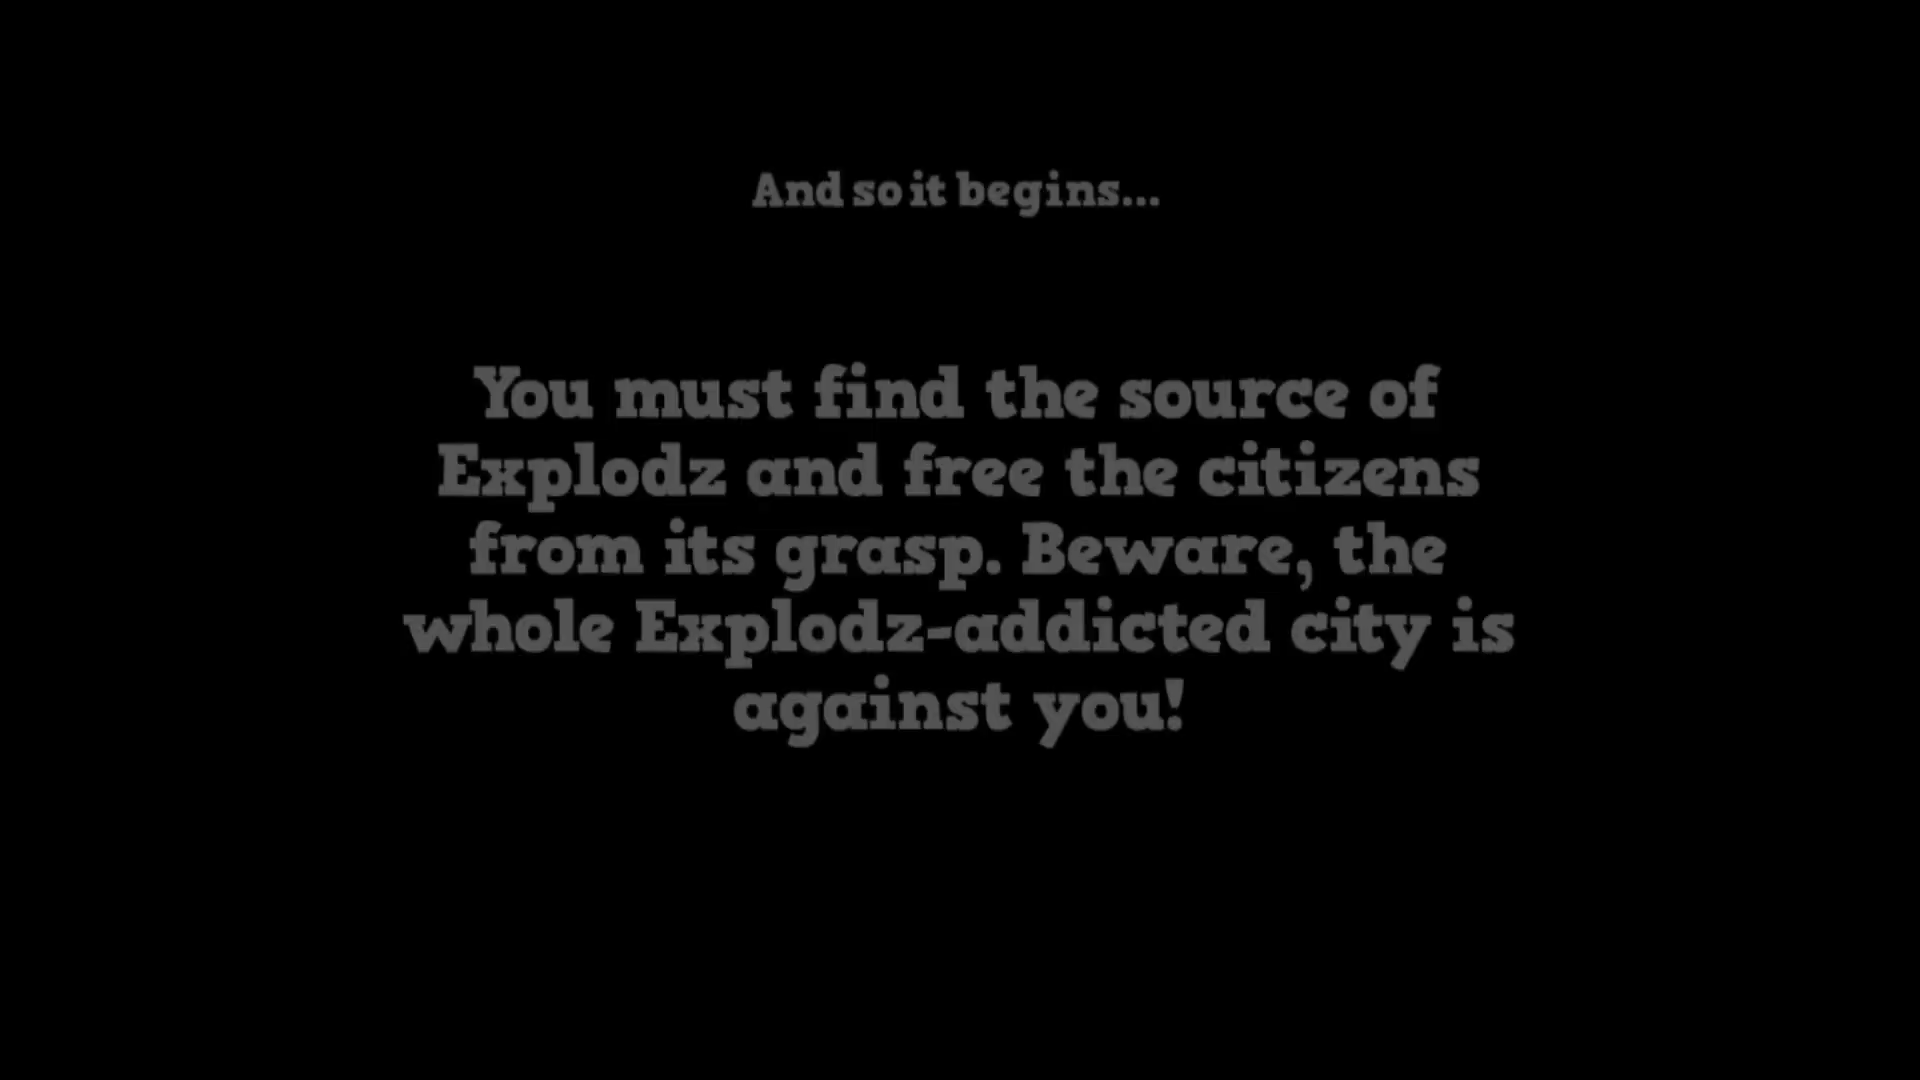 And so it begins...
You must find the source of
Explodz and free the citizens
from its grasp. Beware, the
whole Explodz-addicted city is
against you!